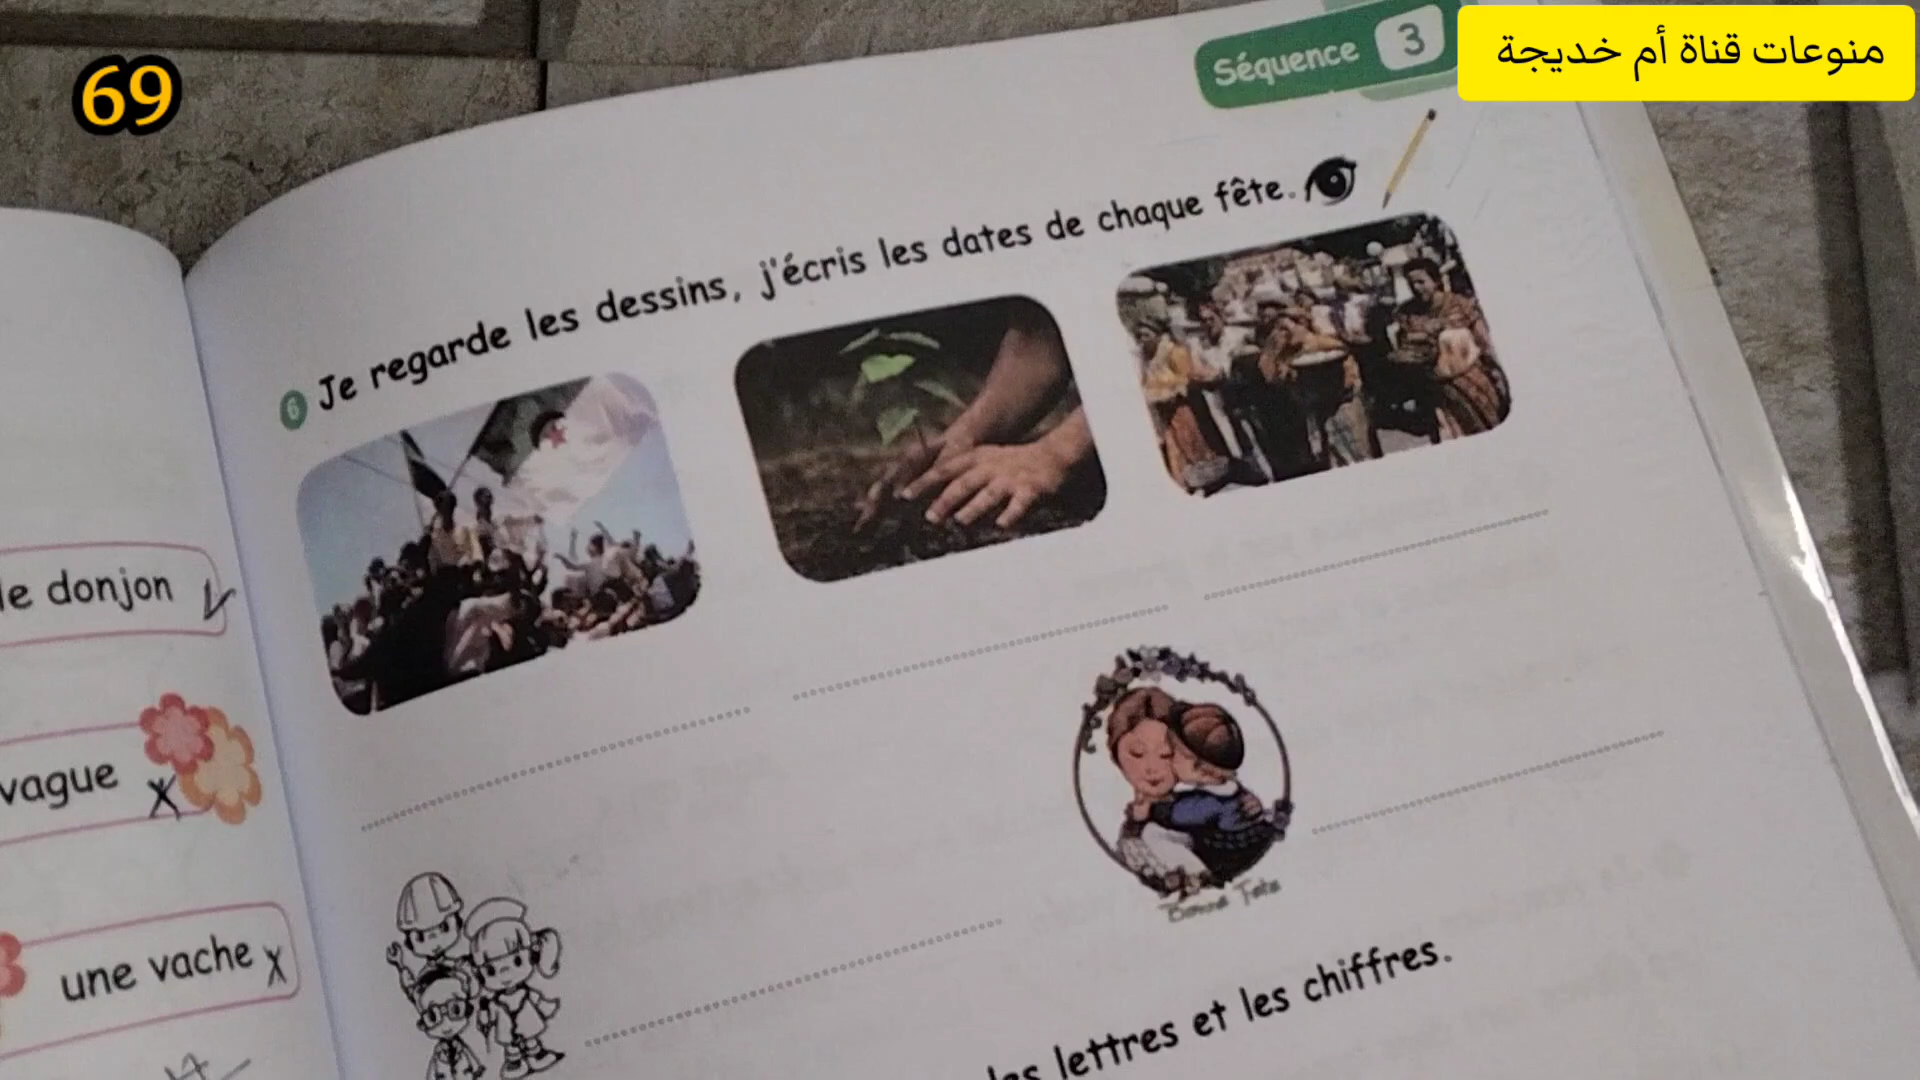 69
منوعات قناة أم خديجة
Séquence 3
6 Je regarde les dessins, j'écris les dates de chaque fête.
le donjon
vague
une vache x
Bonne Fete
les lettres et les chiffres.